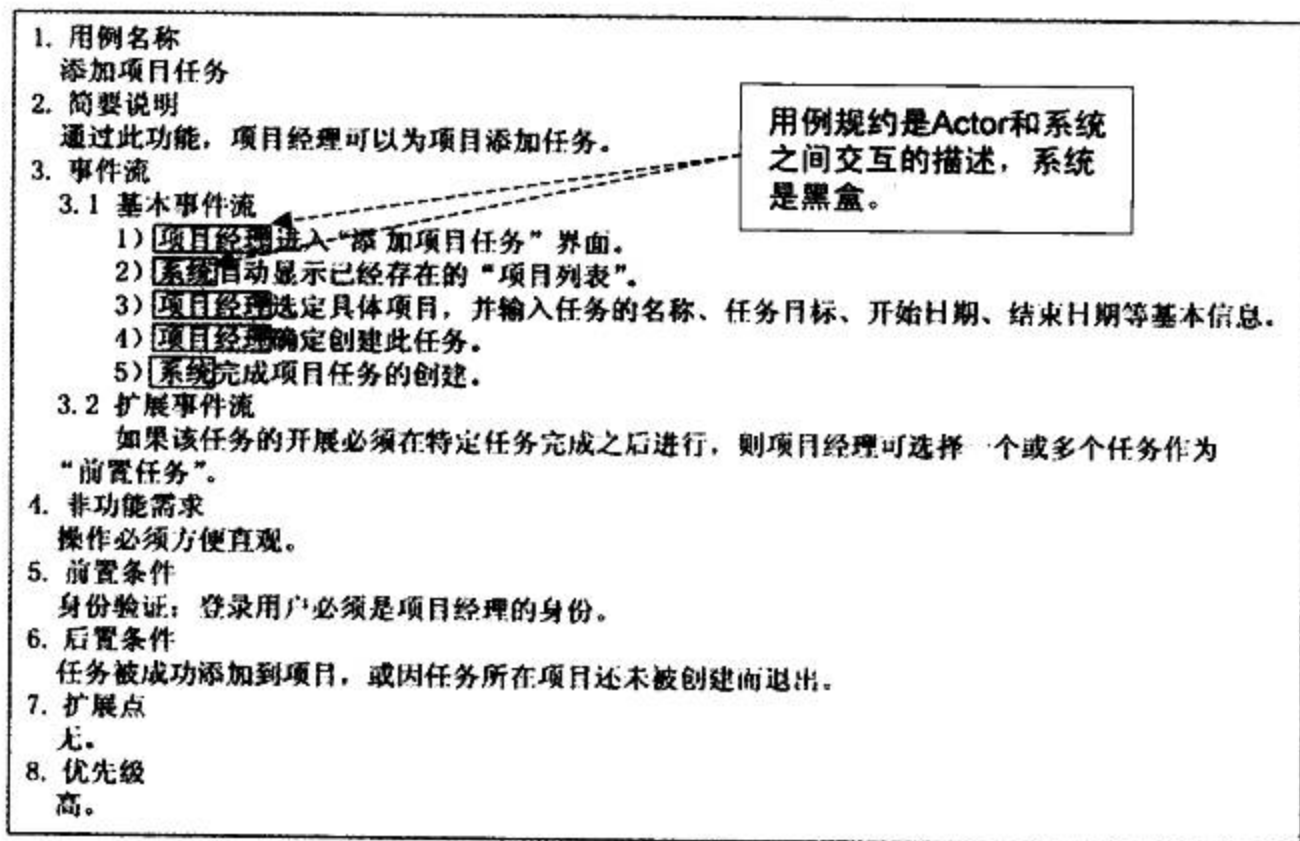 1. 用例名称
添加项目任务
2. 简要说明
通过此功能，项目经理可以为项目添加任务。
3. 事件流
3.1 基本事件流
1）项目经理进入“添加项目任务”界面。
2）系统自动显示已经存在的“项目列表”。
3）项目经理选定具体项目，并输入任务的名称、任务目标、开始日期、结束日期等基本信息。
4）项目经理确定创建此任务。
5）系统完成项目任务的创建。
3.2 扩展事件流
如果该任务的开展必须在特定任务完成之后进行，则项目经理可选择一个或多个任务作为
“前置任务”。
4. 非功能需求
操作必须方便直观。
5. 前置条件
身份验证：登录用户必须是项目经理的身份。
6. 后置条件
任务被成功添加到项目，或因任务所在项目还未被创建而退出。
7. 扩展点
无。
8. 优先级
高。
用例规约是Actor和系统
之间交互的描述，系统
是黑盒。